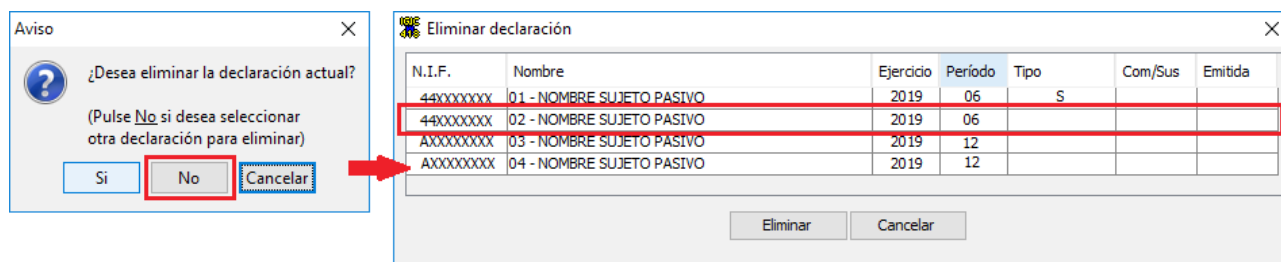 Aviso
¿Desea eliminar la declaración actual?
(Pulse No si desea seleccionar
otra declaración para eliminar)
Si No Cancelar
Eliminar declaración
N.I.F. Nombre Ejercicio Período Tipo Com/Sus Emitida
44XXXXXXX 01 - NOMBRE SUJETO PASIVO 2019 06 S
44XXXXXXX 02 - NOMBRE SUJETO PASIVO 2019 06
AXXXXXXXX 03 - NOMBRE SUJETO PASIVO 2019 12
AXXXXXXXX 04 - NOMBRE SUJETO PASIVO 2019 12
Eliminar Cancelar